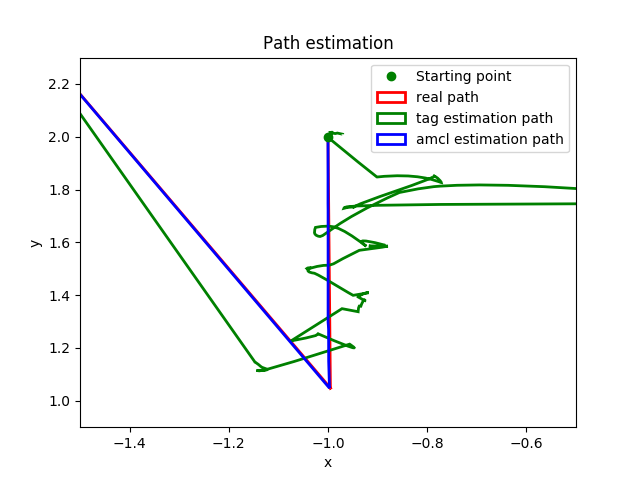 Path estimation
Starting point
real path
tag estimation path
amcl estimation path
2.2
2.0
1.8
1.6
1.4
1.2
1.0
y
−1.4 −1.2 −1.0 −0.8 −0.6
x